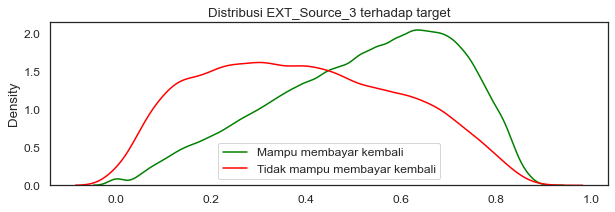 Distribusi EXT_Source_3 terhadap target
Density
2.0
1.5
1.0
0.5
0.0
Mampu membayar kembali
Tidak mampu membayar kembali
0.0 0.2 0.4 0.6 0.8 1.0